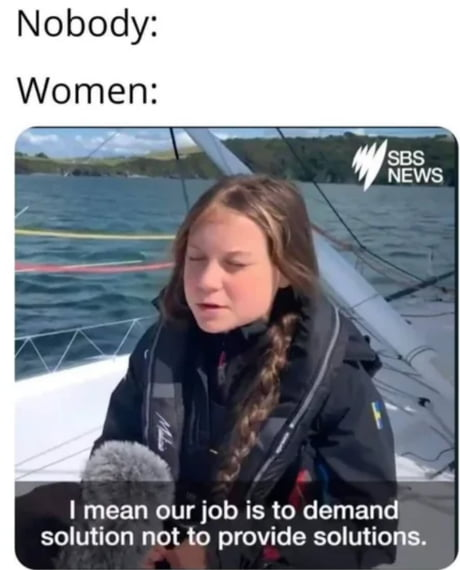 Nobody:
Women:
SBS
NEWS
I mean our job is to demand
solution not to provide solutions.